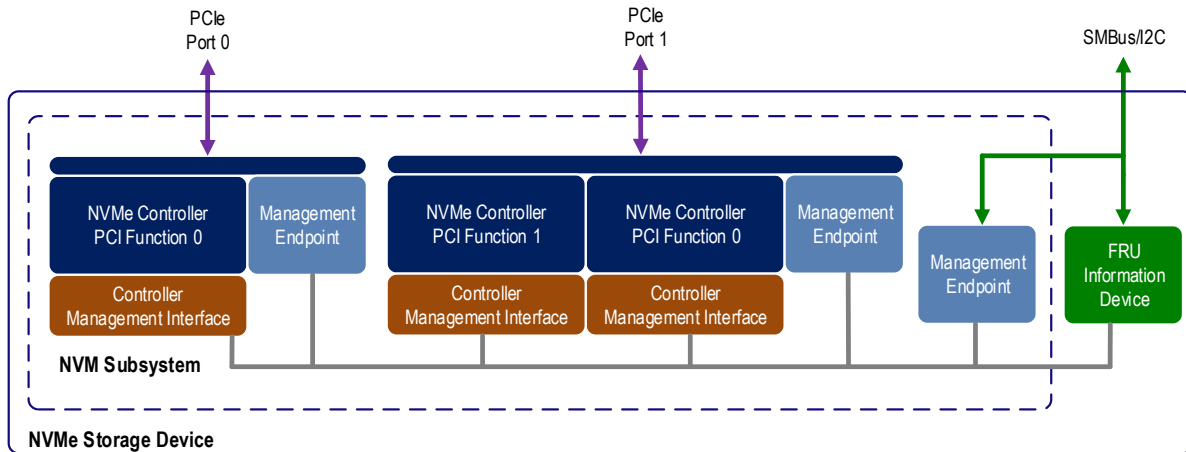 PCIe
Port 0
PCIe
Port 1
SMBus/I2C
NVMe Controller
PCI Function 0
Management
Endpoint
NVMe Controller
PCI Function 1
NVMe Controller
PCI Function 0
Management
Endpoint
Management
Endpoint
FRU
Information
Device
Controller
Management Interface
Controller
Management Interface
Controller
Management Interface
NVM Subsystem
NVMe Storage Device